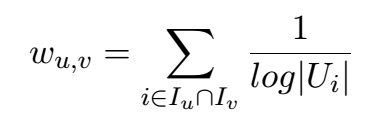 w_{u,v} = \sum_{i \in I_u \cap I_v} \frac{1}{log|U_i|}